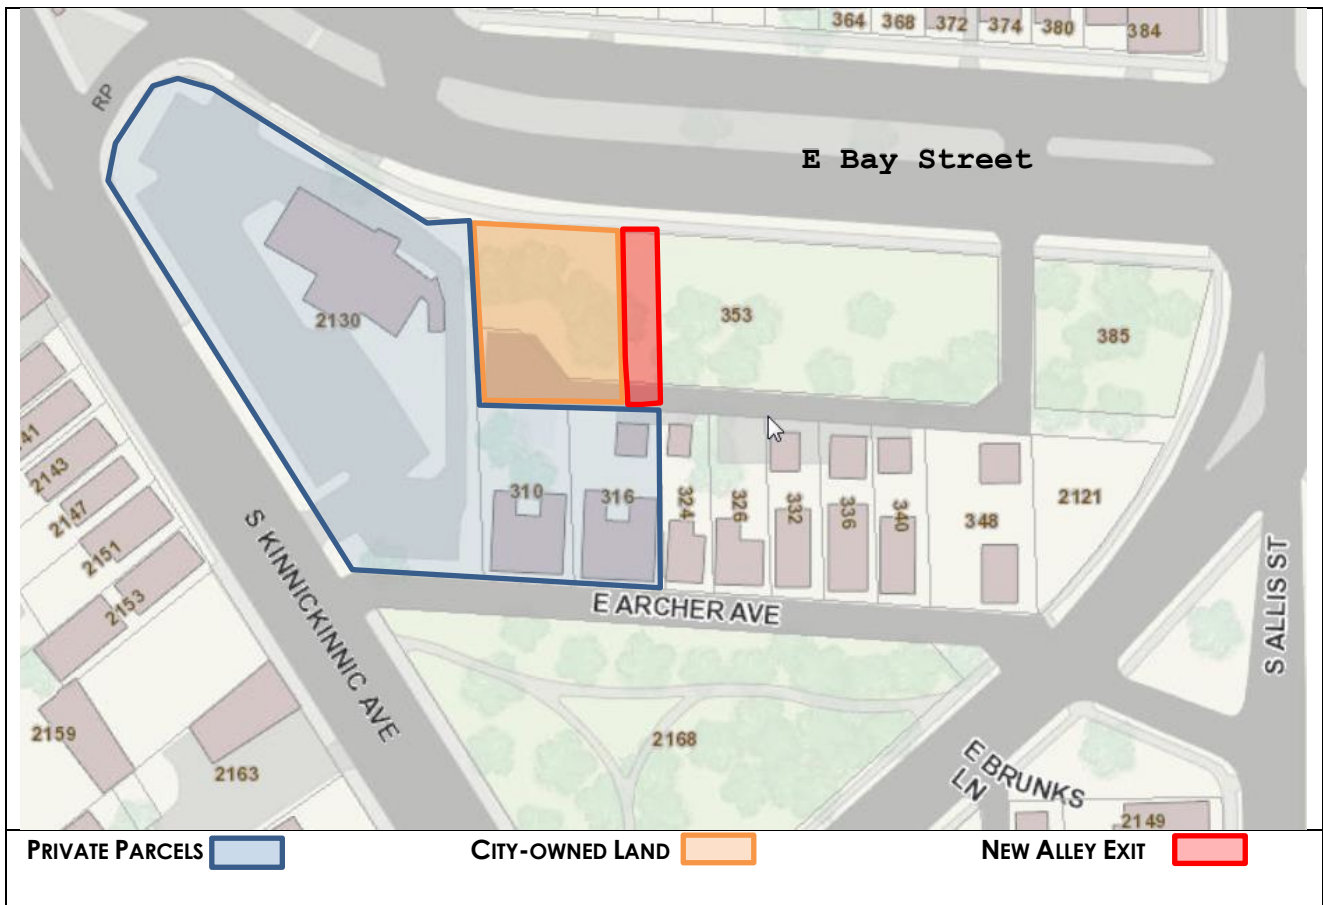 364 368 372 374 380 384
RP
E Bay Street
353
2130
385
41
2143
2147
2151
2153
310
316
324
326
332
336
340
348
2121
S KINNICKINNIC AVE
E ARCHER AVE
S ALLIS ST
2159
2163
2168
E BRUNKS
LN
2149
PRIVATE PARCELS
CITY-OWNED LAND
NEW ALLEY EXIT